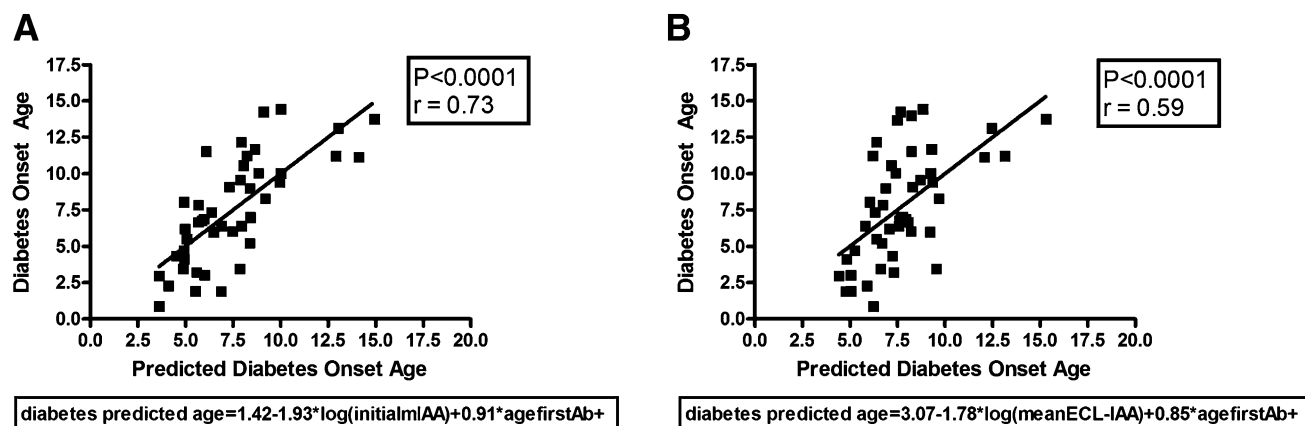 A
17.5
15.0
12.5
10.0
7.5
5.0
2.5
0.0
Diabetes Onset Age
0.0 2.5 5.0 7.5 10.0 12.5 15.0 17.5 20.0
Predicted Diabetes Onset Age
P<0.0001
r = 0.73
diabetes predicted age=1.42-1.93*log(initialmIAA)+0.91*agefirstAb+
B
17.5
15.0
12.5
10.0
7.5
5.0
2.5
0.0
Diabetes Onset Age
0.0 2.5 5.0 7.5 10.0 12.5 15.0 17.5 20.0
Predicted Diabetes Onset Age
P<0.0001
r = 0.59
diabetes predicted age=3.07-1.78*log(meanECL-IAA)+0.85*agefirstAb+